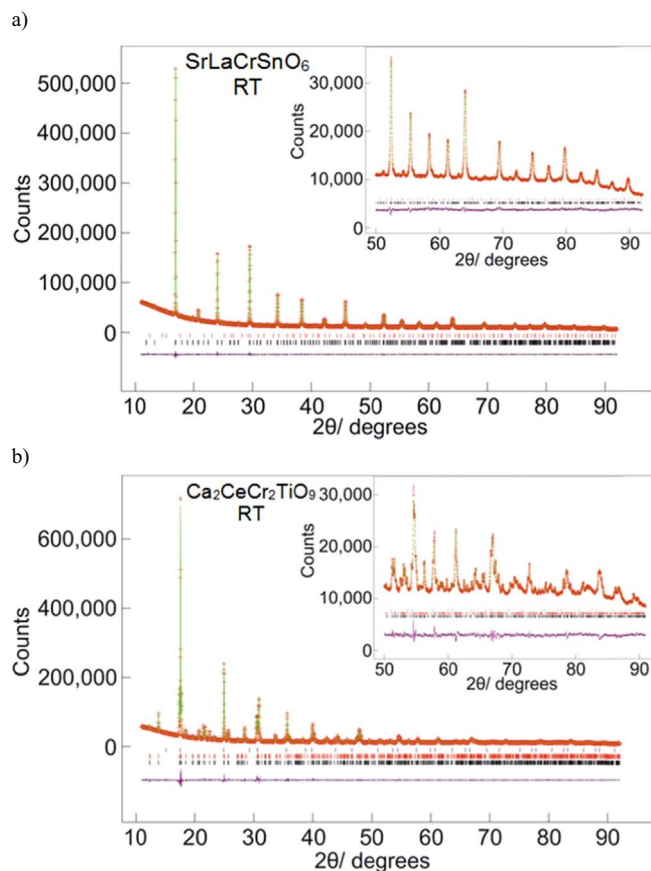 a)
SrLaCrSnO₆
RT
500,000
400,000
300,000
200,000
100,000
0
Counts
10 20 30 40 50 60 70 80 90
2θ/ degrees
30,000
20,000
10,000
0
Counts
50 60 70 80 90
2θ/ degrees
b)
Ca₂CeCr₂TiO₉
RT
600,000
400,000
200,000
0
Counts
10 20 30 40 50 60 70 80 90
2θ/ degrees
30,000
20,000
10,000
0
Counts
50 60 70 80 90
2θ/ degrees